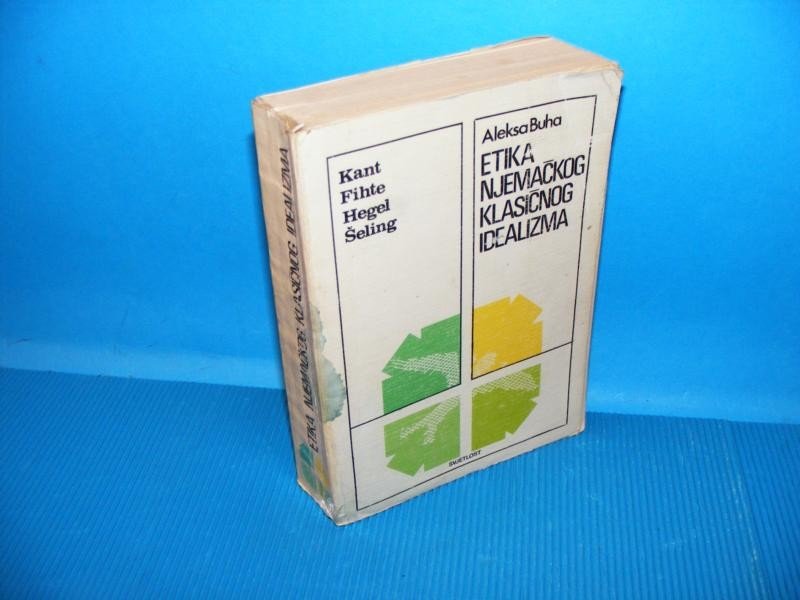 Kant
Fihte
Hegel
Šeling
Aleksa Buha
ETIKA
NJEMAČKOG
KLASIČNOG
IDEALIZMA
SVJETLOST
ETIKA NJEMAČKOG KLASIČNOG IDEALIZMA